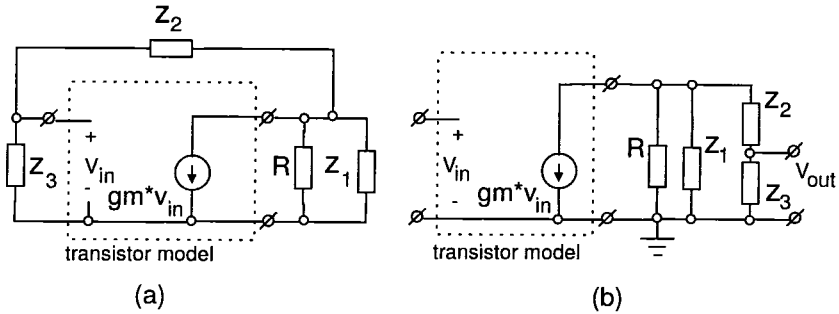 Z2
Z3
+
vin
-
gm*vin
R
Z1
transistor model
(a)
+
vin
-
gm*vin
R
Z1
Z2
Z3
vout
transistor model
(b)